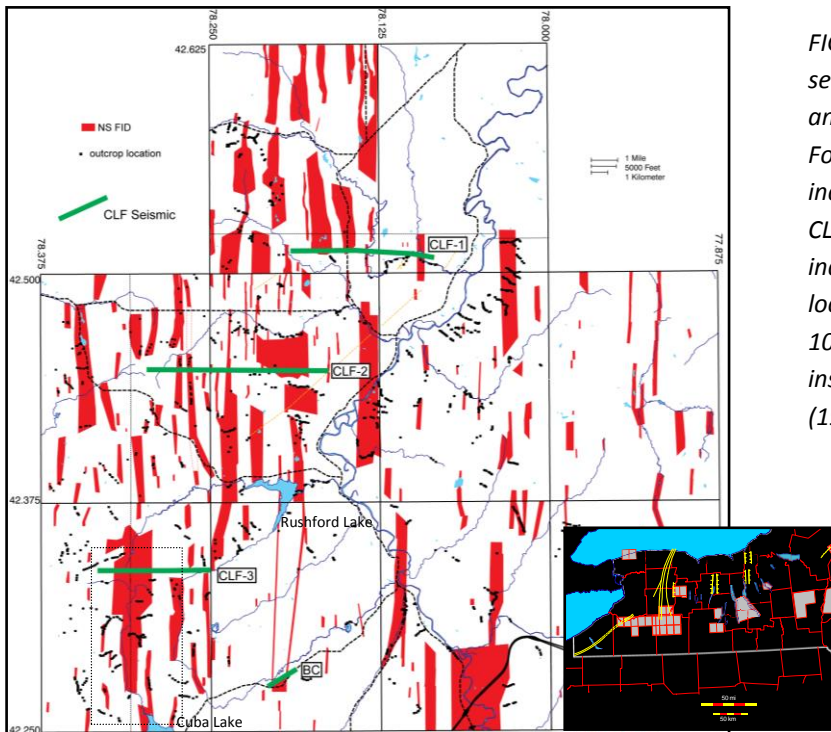 78.250
78.125
78.000
42.625
NS FID
outcrop location
CLF Seismic
1 Mile
5000 Feet
1 Kilometer
78.375
CLF-1
77.875
42.500
CLF-2
42.375
Rushford Lake
CLF-3
BC
42.250
Cuba Lake
50 mi
50 km
FIG
se
an
Fo
in
CL
in
lo
10
ins
(1